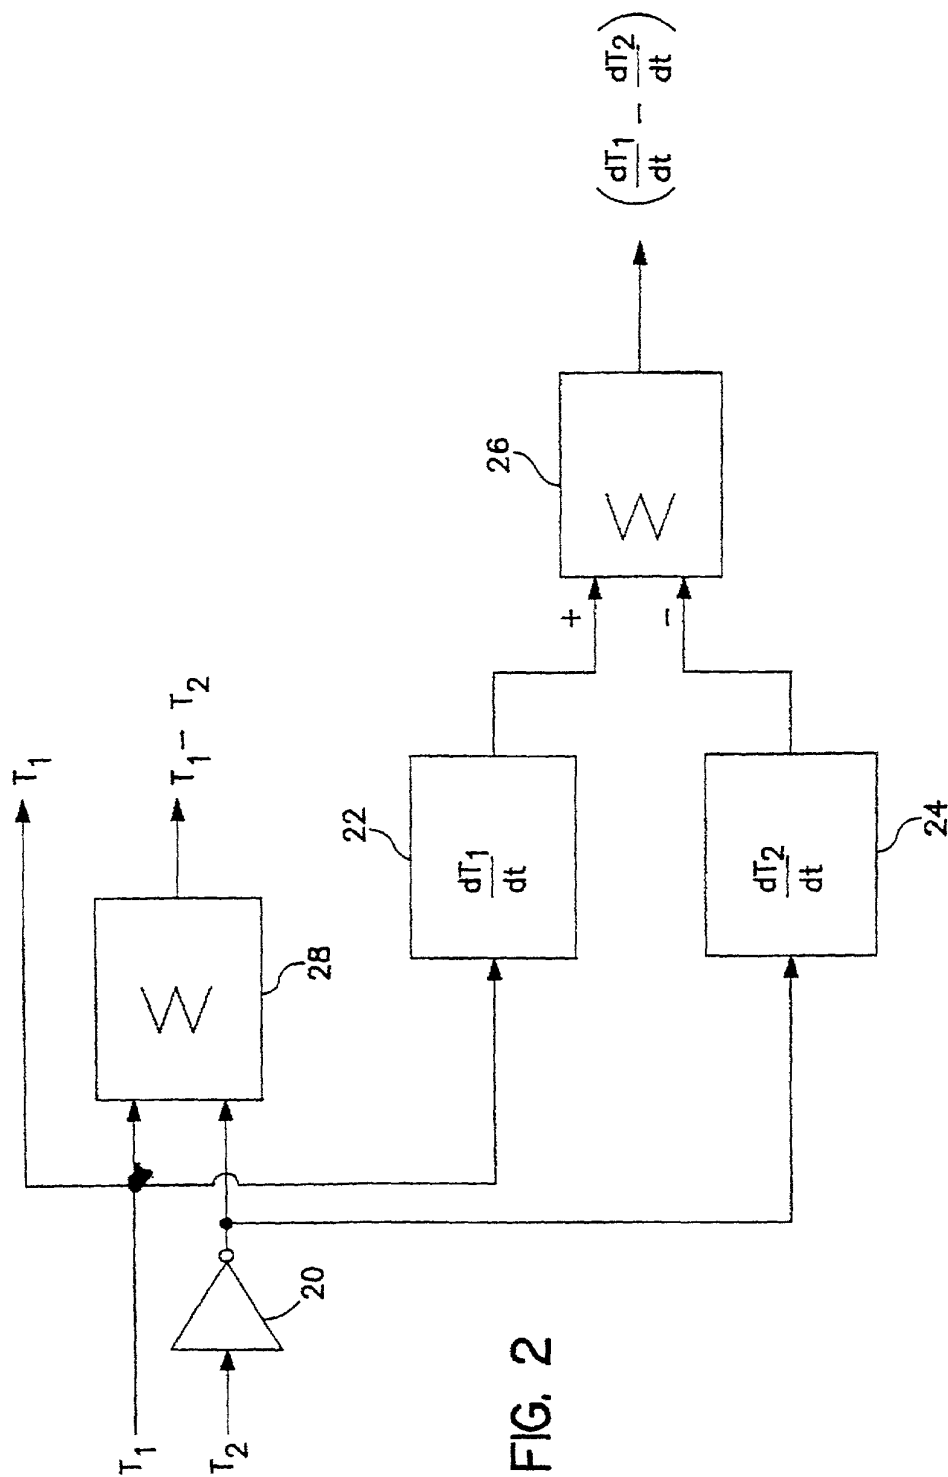 T₁
T₁
Σ
T₁ - T₂
T₂
20
28
22
dT₁
dt
26
+
Σ
−
(dT₁/dt − dT₂/dt)
dT₂
dt
24
FIG. 2